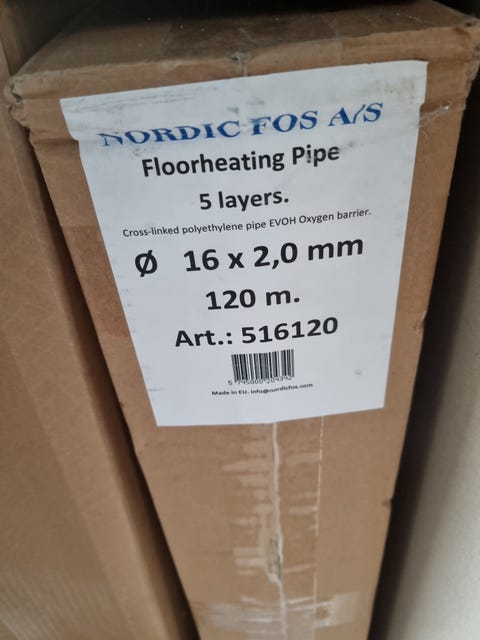 NORDIC FOS A/S
Floorheating Pipe
5 layers.
Cross-linked polyethylene pipe EVOH Oxygen barrier.
Ø 16 x 2,0 mm
120 m.
Art.: 516120
Made in EU. info@nordicfos.com